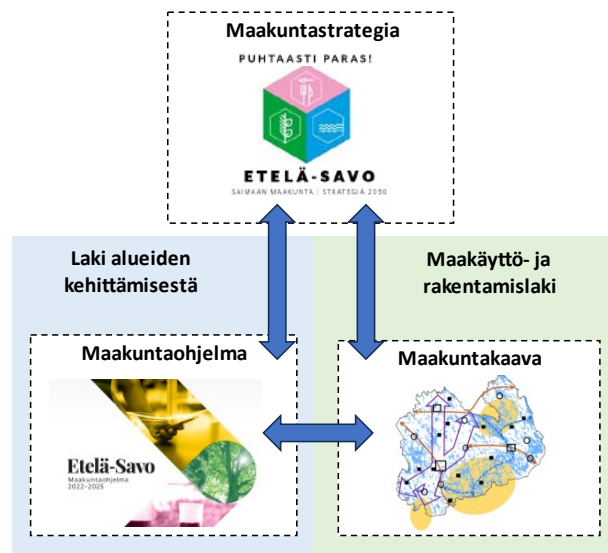 Maakuntastrategia
PUHTAASTI PARAS!
ETELÄ-SAVO
SAIMAAN MAAKUNTA | STRATEGIA 2030
Laki alueiden
kehittämisestä
Maakäyttö- ja
rakentamislaki
Maakuntaohjelma
Etelä-Savo
Maakuntaohjelma
2022–2025
Maakuntakaava